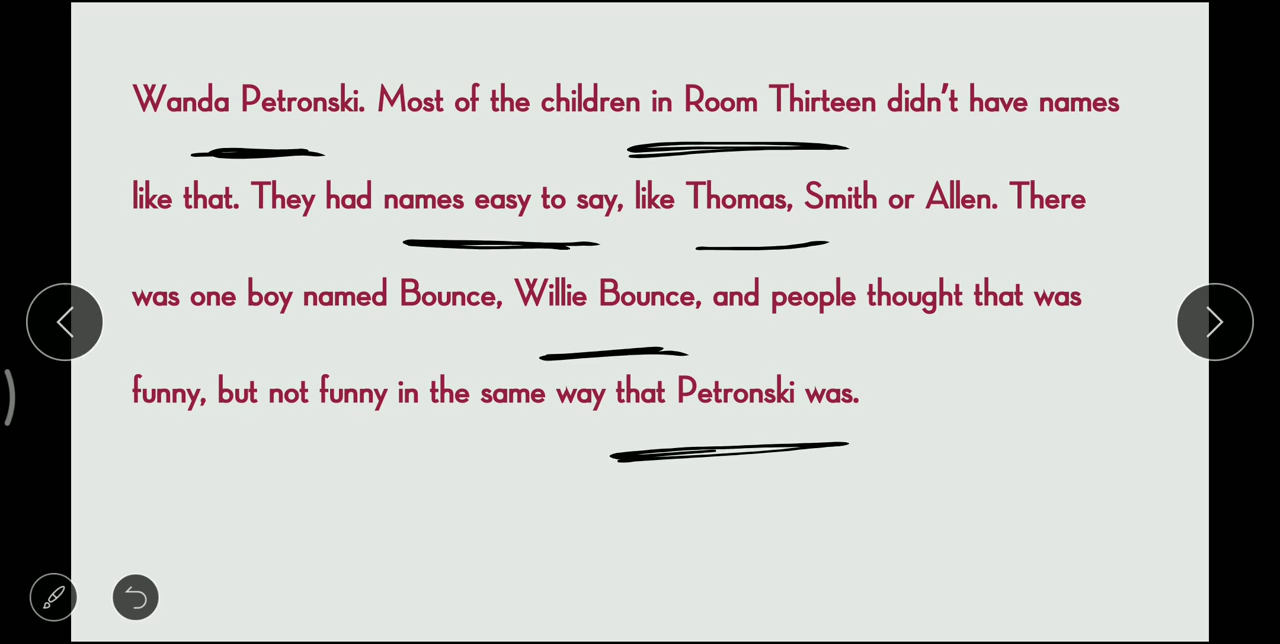 Wanda Petronski. Most of the children in Room Thirteen didn't have names
like that. They had names easy to say, like Thomas, Smith or Allen. There
was one boy named Bounce, Willie Bounce, and people thought that was
funny, but not funny in the same way that Petronski was.